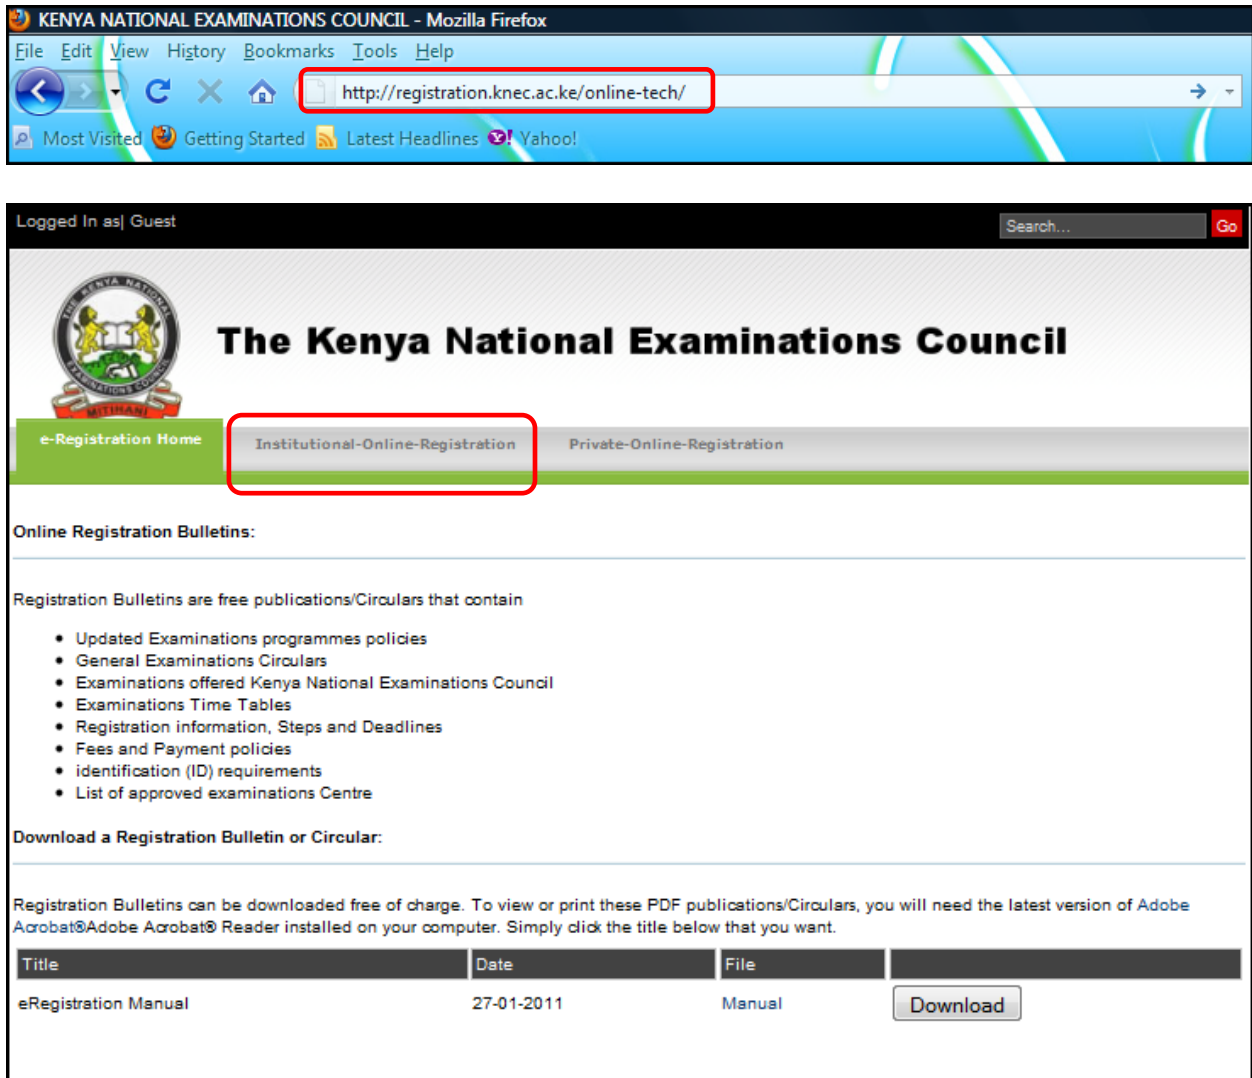 KENYA NATIONAL EXAMINATIONS COUNCIL - Mozilla Firefox
File Edit View History Bookmarks Tools Help
http://registration.knec.ac.ke/online-tech/
Most Visited Getting Started Latest Headlines Yahoo!
Logged In as| Guest Search... Go
THE KENYA NATIONAL EXAMINATIONS COUNCIL
MITIHANI
The Kenya National Examinations Council
e-Registration Home Institutional-Online-Registration Private-Online-Registration
Online Registration Bulletins:
Registration Bulletins are free publications/Circulars that contain
• Updated Examinations programmes policies
• General Examinations Circulars
• Examinations offered Kenya National Examinations Council
• Examinations Time Tables
• Registration information, Steps and Deadlines
• Fees and Payment policies
• identification (ID) requirements
• List of approved examinations Centre
Download a Registration Bulletin or Circular:
Registration Bulletins can be downloaded free of charge. To view or print these PDF publications/Circulars, you will need the latest version of Adobe
Acrobat®Adobe Acrobat® Reader installed on your computer. Simply click the title below that you want.
Title Date File
eRegistration Manual 27-01-2011 Manual Download